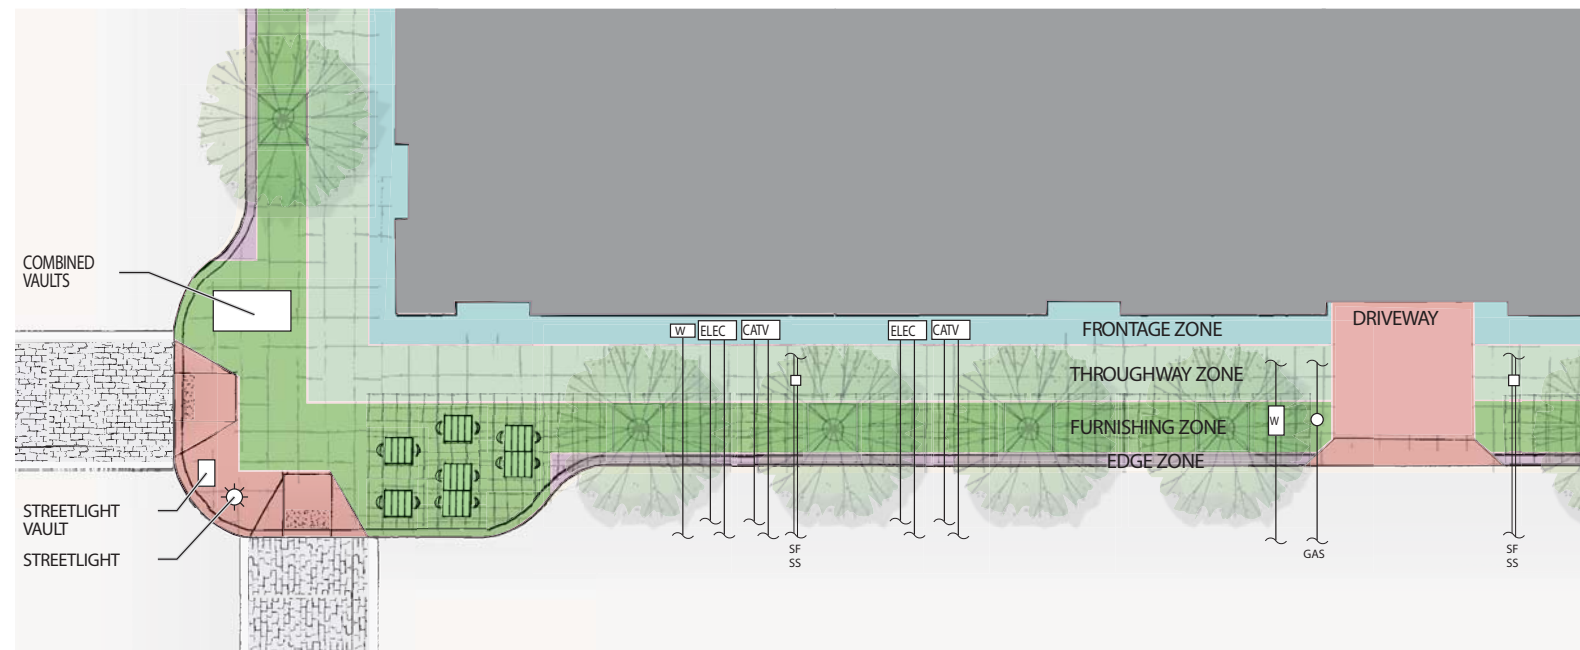 COMBINED
VAULTS
W ELEC CATV ELEC CATV
FRONTAGE ZONE
DRIVEWAY
THROUGHWAY ZONE
FURNISHING ZONE
W
EDGE ZONE
STREETLIGHT
VAULT
STREETLIGHT
SF
SS
GAS
SF
SS